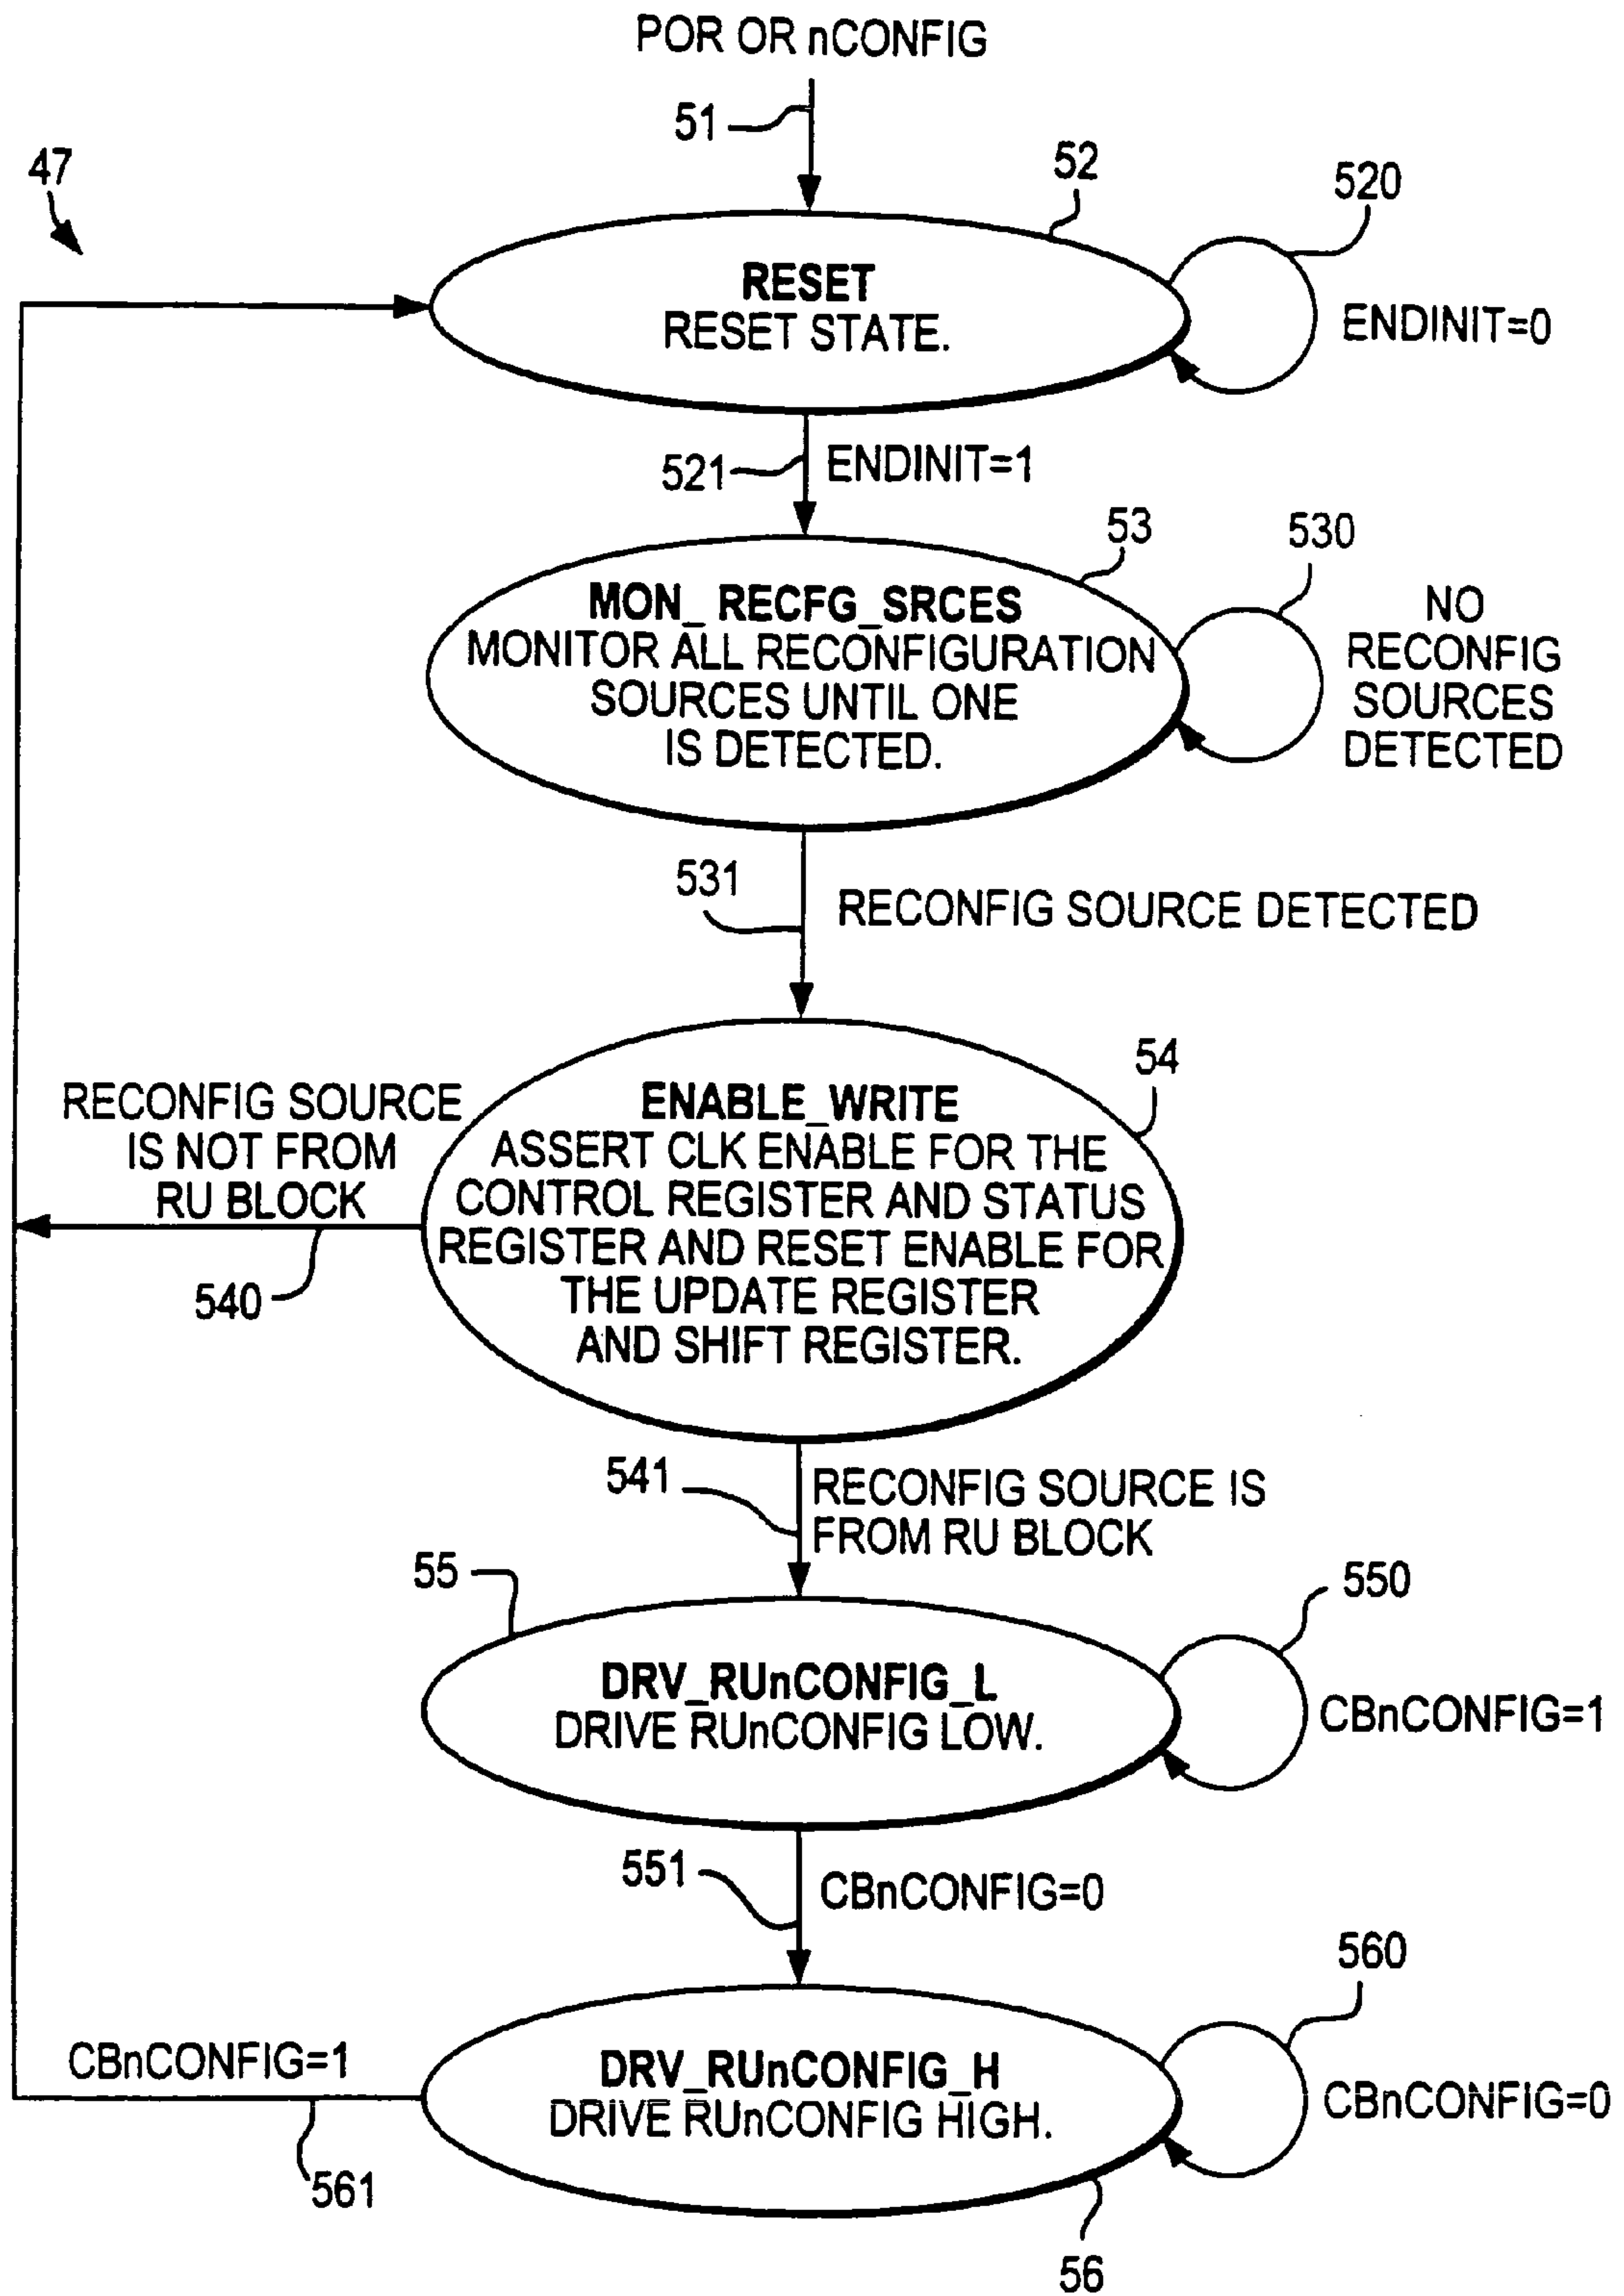 POR OR nCONFIG
51
47
52
520
RESET
RESET STATE.
ENDINIT=0
521
ENDINIT=1
53
530
MON_ RECFG_SRCES
MONITOR ALL RECONFIGURATION
SOURCES UNTIL ONE
IS DETECTED.
NO
RECONFIG
SOURCES
DETECTED
531
RECONFIG SOURCE DETECTED
54
RECONFIG SOURCE
IS NOT FROM
RU BLOCK
540
ENABLE_WRITE
ASSERT CLK ENABLE FOR THE
CONTROL REGISTER AND STATUS
REGISTER AND RESET ENABLE FOR
THE UPDATE REGISTER
AND SHIFT REGISTER.
541
RECONFIG SOURCE IS
FROM RU BLOCK
55
550
DRV_RUnCONFIG_L
DRIVE RUnCONFIG LOW.
CBnCONFIG=1
551
CBnCONFIG=0
560
CBnCONFIG=1
561
DRV_RUnCONFIG_H
DRIVE RUnCONFIG HIGH.
CBnCONFIG=0
56